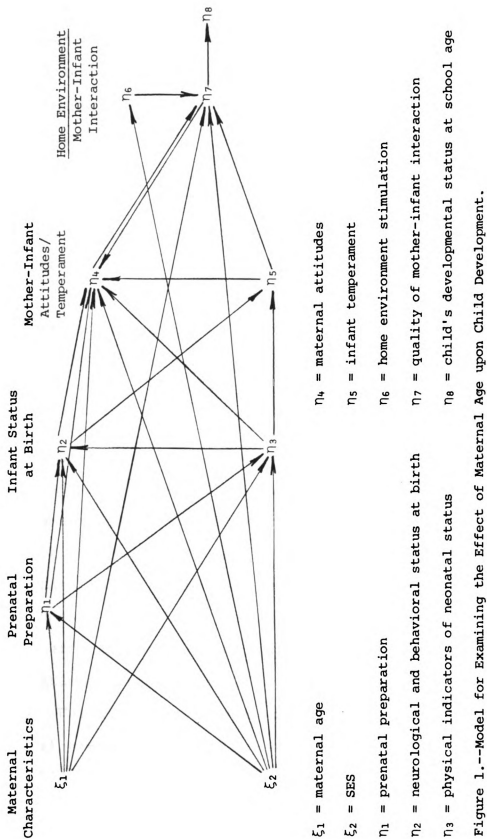 Maternal
Characteristics
Prenatal
Preparation
Infant Status
at Birth
Mother-Infant
Attitudes/
Temperament
Home Environment
Mother-Infant
Interaction
ξ1
ξ2
η1
η2
η3
η4
η5
η6
η7
η8
ξ1 = maternal age
ξ2 = SES
η1 = prenatal preparation
η2 = neurological and behavioral status at birth
η3 = physical indicators of neonatal status
η4 = maternal attitudes
η5 = infant temperament
η6 = home environment stimulation
η7 = quality of mother-infant interaction
η8 = child's developmental status at school age
Figure 1.--Model for Examining the Effect of Maternal Age upon Child Development.